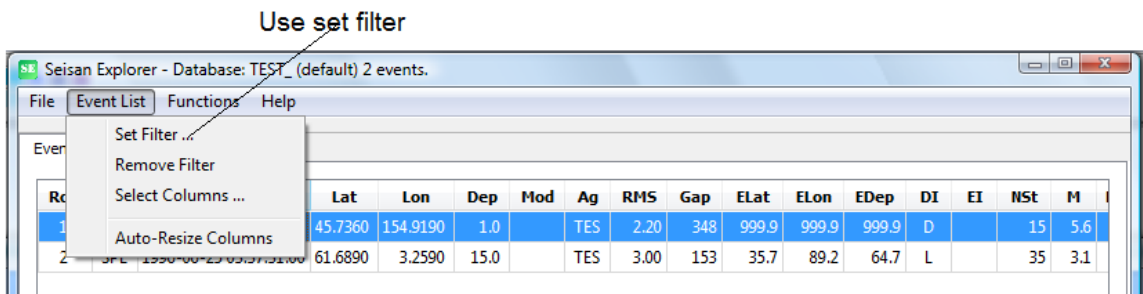 Use set filter
SE Seisan Explorer - Database: TEST_ (default) 2 events.
File Event List Functions Help
Set Filter ...
Even
Remove Filter
Select Columns ...
Ro Lat Lon Dep Mod Ag RMS Gap ELat ELon EDep DI EI NSt M
1 45.7360 154.9190 1.0 TES 2.20 348 999.9 999.9 999.9 D 15 5.6
Auto-Resize Columns
2 61.6890 3.2590 15.0 TES 3.00 153 35.7 89.2 64.7 L 35 3.1